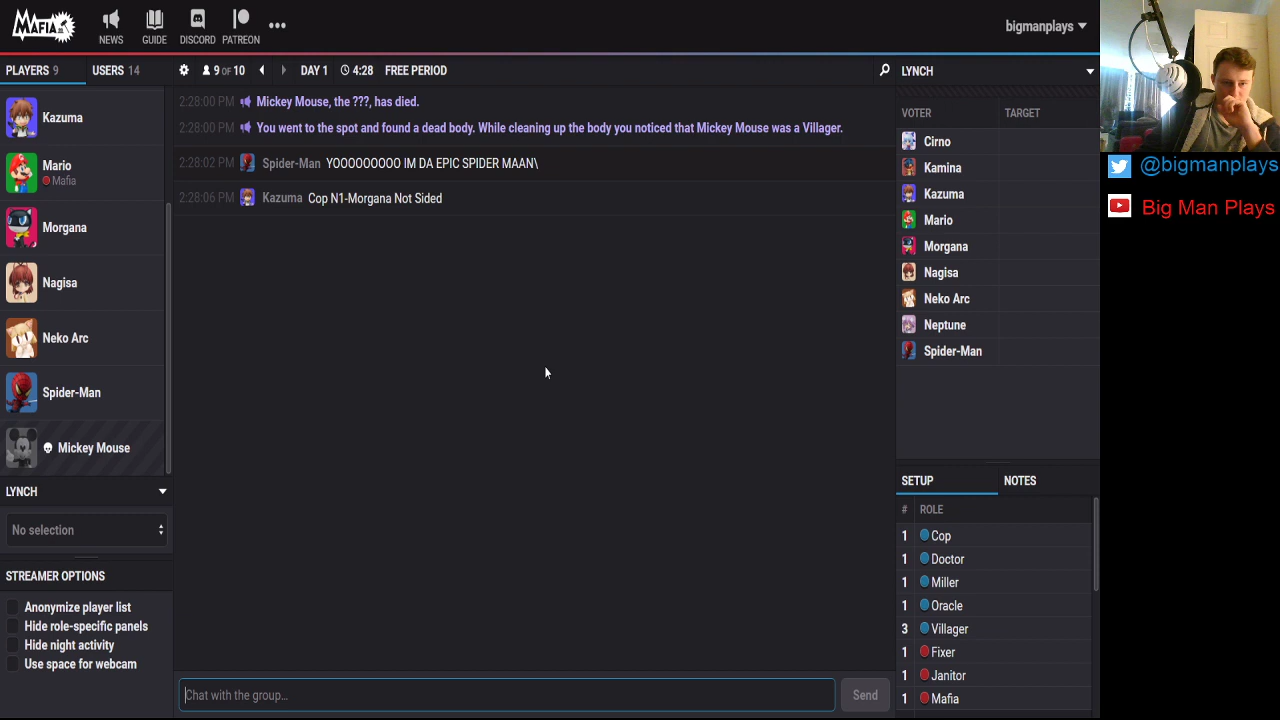 MAFIA
NEWS
GUIDE
DISCORD
PATREON
bigmanplays
PLAYERS 9
USERS 14
9 OF 10
DAY 1
4:28
FREE PERIOD
Kazuma
Mario
Mafia
Morgana
Nagisa
Neko Arc
Spider-Man
Mickey Mouse
LYNCH
No selection
STREAMER OPTIONS
Anonymize player list
Hide role-specific panels
Hide night activity
Use space for webcam
2:28:00 PM Mickey Mouse, the ???, has died.
2:28:00 PM You went to the spot and found a dead body. While cleaning up the body you noticed that Mickey Mouse was a Villager.
2:28:02 PM Spider-Man YOOOOOOOOO IM DA EPIC SPIDER MAAN\
2:28:06 PM Kazuma Cop N1-Morgana Not Sided
Chat with the group...
Send
LYNCH
VOTER TARGET
Cirno
Kamina
Kazuma
Mario
Morgana
Nagisa
Neko Arc
Neptune
Spider-Man
SETUP
NOTES
# ROLE
1 Cop
1 Doctor
1 Miller
1 Oracle
3 Villager
1 Fixer
1 Janitor
1 Mafia
@bigmanplays
Big Man Plays